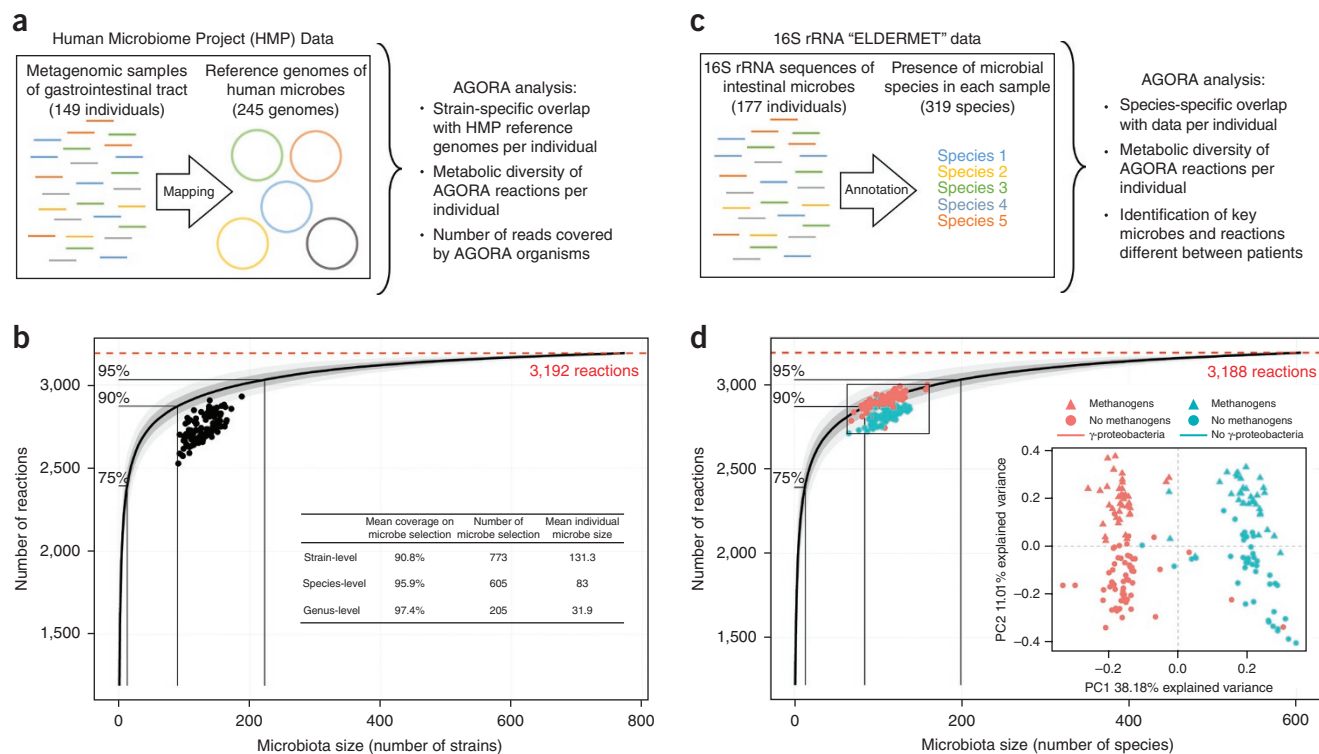 a
Human Microbiome Project (HMP) Data
Metagenomic samples
of gastrointestinal tract
(149 individuals)
Reference genomes of
human microbes
(245 genomes)
Mapping
AGORA analysis:
• Strain-specific overlap
with HMP reference
genomes per individual
• Metabolic diversity of
AGORA reactions per
individual
• Number of reads covered
by AGORA organisms
c
16S rRNA “ELDERMET” data
16S rRNA sequences of
intestinal microbes
(177 individuals)
Presence of microbial
species in each sample
(319 species)
Annotation
Species 1
Species 2
Species 3
Species 4
Species 5
AGORA analysis:
• Species-specific overlap
with data per individual
• Metabolic diversity of
AGORA reactions per
individual
• Identification of key
microbes and reactions
different between patients
b
Number of reactions
3,000
2,500
2,000
1,500
95%
90%
75%
3,192 reactions
Mean coverage on
microbe selection
Number of
microbe selection
Mean individual
microbe size
Strain-level 90.8% 773 131.3
Species-level 95.9% 605 83
Genus-level 97.4% 205 31.9
0 200 400 600 800
Microbiota size (number of strains)
d
Number of reactions
3,000
2,500
2,000
1,500
95%
90%
75%
3,188 reactions
Methanogens Methanogens
No methanogens No methanogens
γ-proteobacteria No γ-proteobacteria
PC2 11.01% explained variance
0.4
0.2
0.0
−0.2
−0.4
−0.2 0.0 0.2
PC1 38.18% explained variance
0 200 400 600
Microbiota size (number of species)